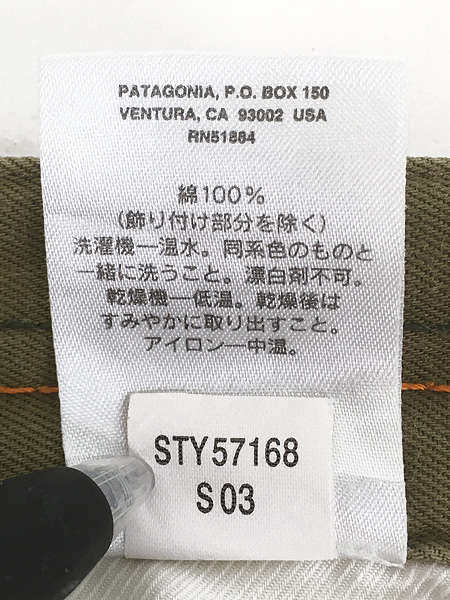 PATAGONIA, P.O. BOX 150
VENTURA, CA 93002 USA
RN51884
綿100%
(飾り付け部分を除く)
洗濯機ー温水。同系色のものと
一緒に洗うこと。漂白剤不可。
乾燥機ー低温。乾燥後は
すみやかに取り出すこと。
アイロンー中温。
STY57168
S03